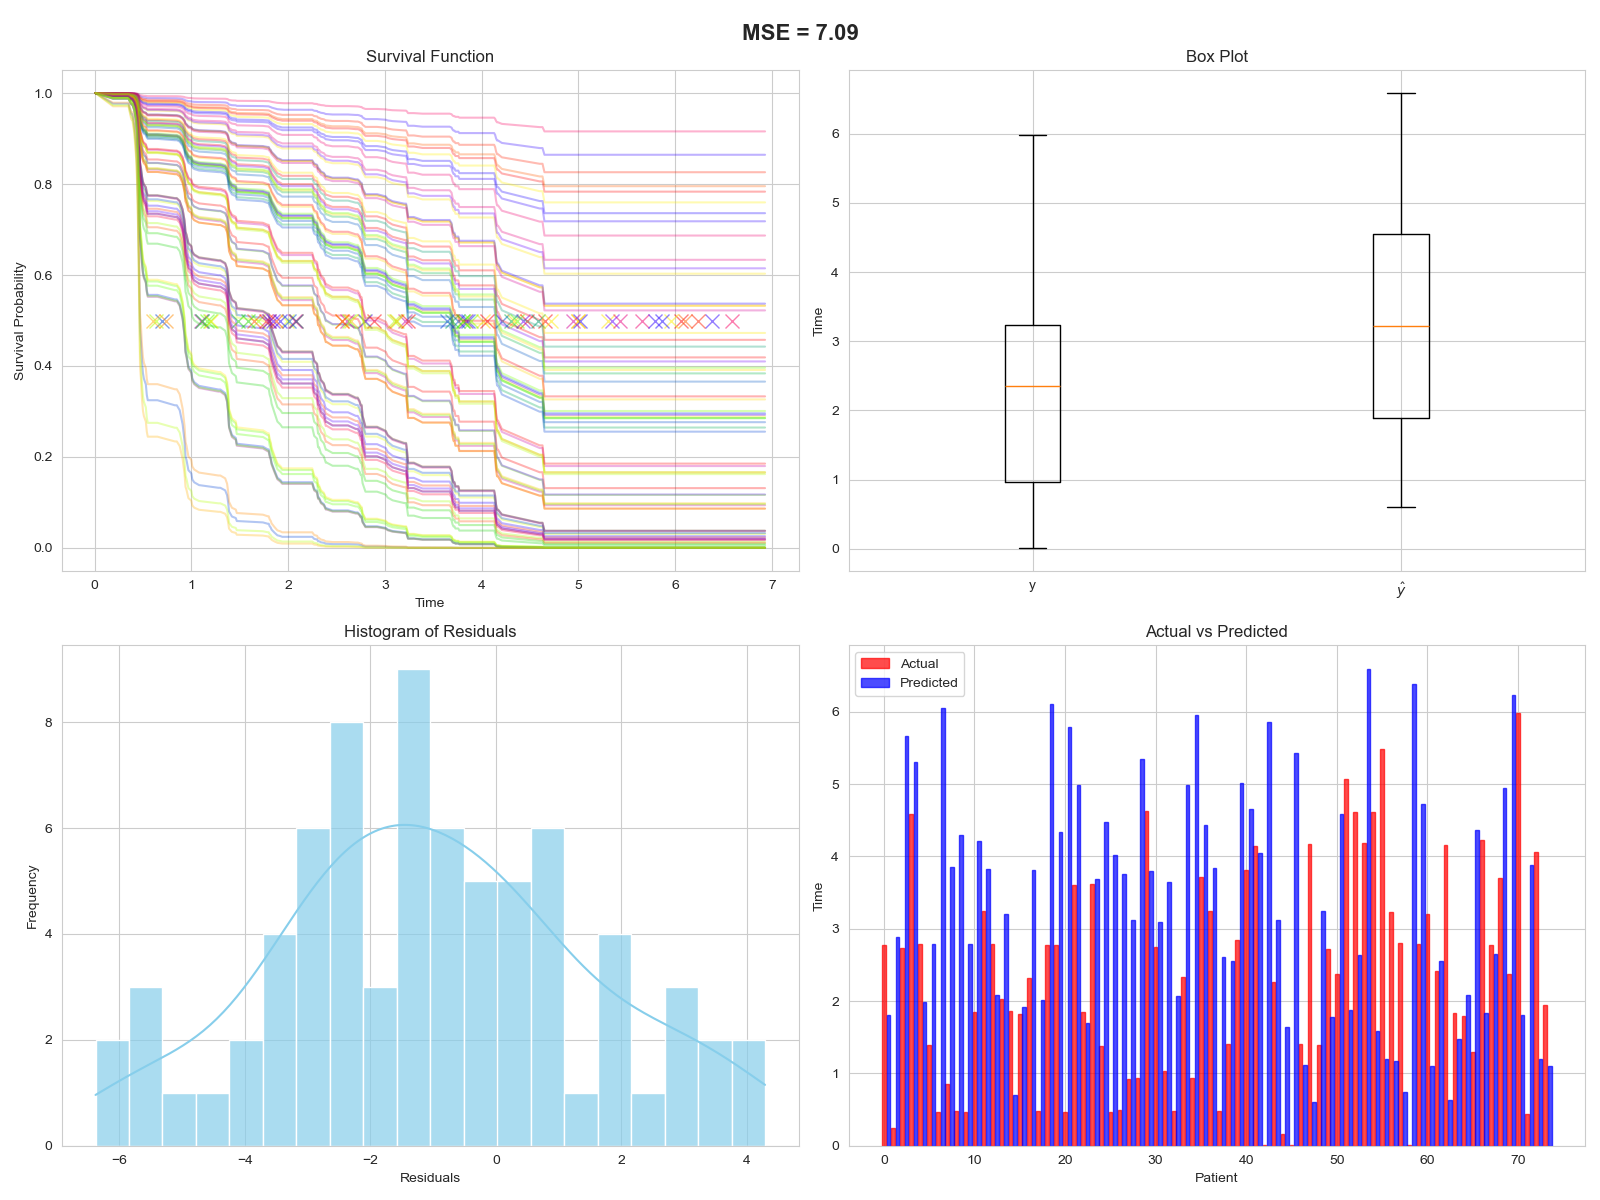 MSE = 7.09
Survival Function
Survival Probability
1.0
0.8
0.6
0.4
0.2
0.0
0 1 2 3 4 5 6 7
Time
Box Plot
Time
6
5
4
3
2
1
0
y ŷ
Histogram of Residuals
Frequency
8
6
4
2
0
−6 −4 −2 0 2 4
Residuals
Actual vs Predicted
Actual
Predicted
Time
6
5
4
3
2
1
0
0 10 20 30 40 50 60 70
Patient